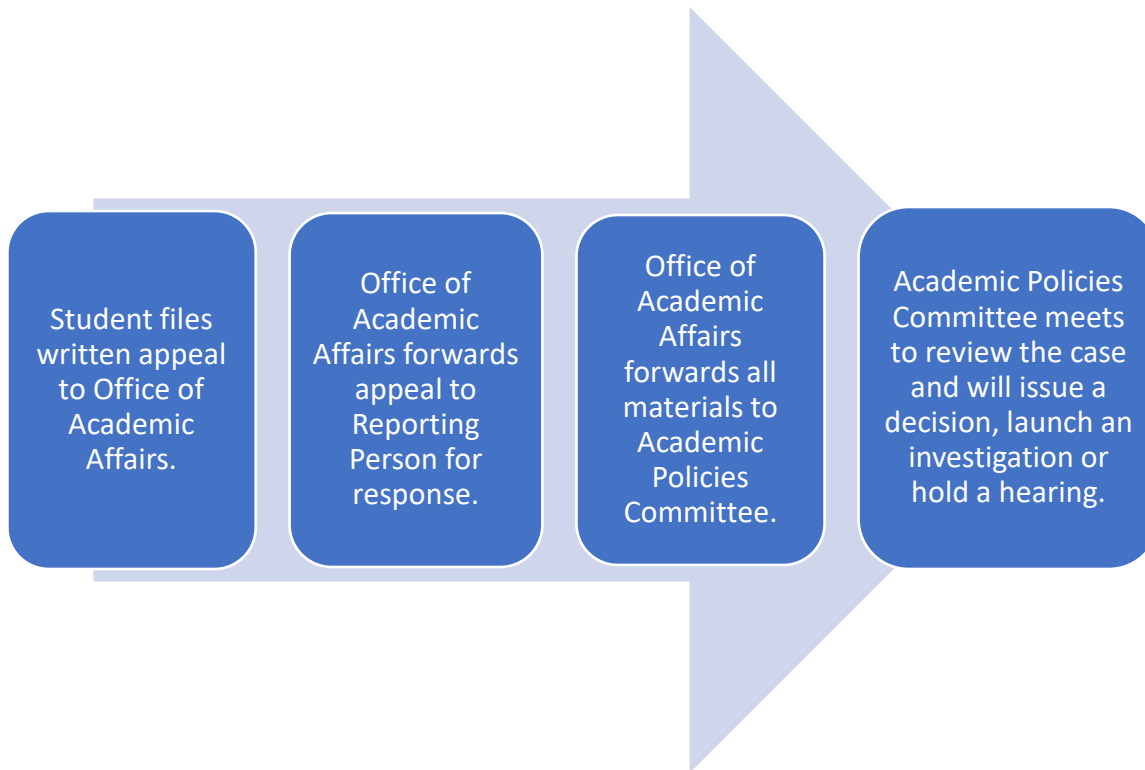 Student files
written appeal
to Office of
Academic
Affairs.
Office of
Academic
Affairs forwards
appeal to
Reporting
Person for
response.
Office of
Academic
Affairs
forwards all
materials to
Academic
Policies
Committee.
Academic Policies
Committee meets
to review the case
and will issue a
decision, launch an
investigation or
hold a hearing.